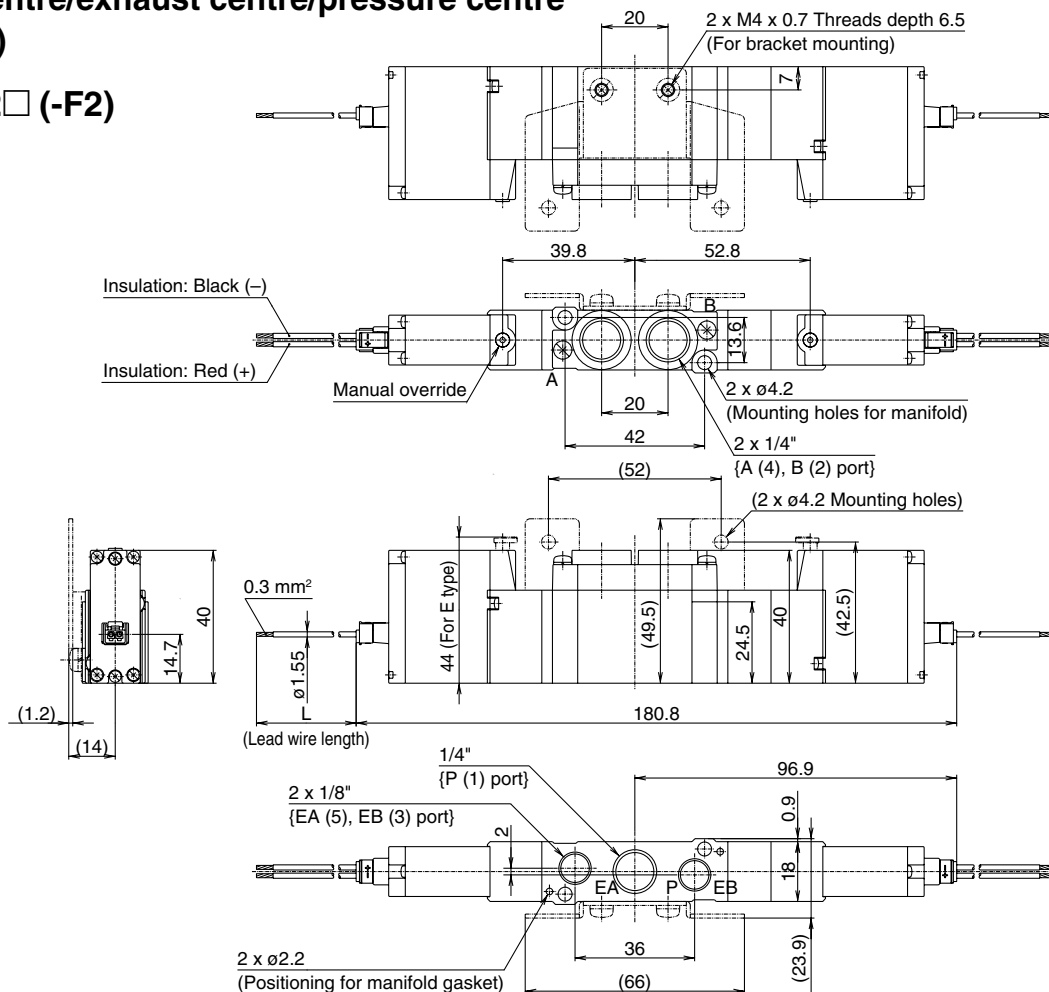 entre/exhaust centre/pressure centre
)
□ (-F2)
20
2 x M4 x 0.7 Threads depth 6.5
(For bracket mounting)
7
39.8
52.8
Insulation: Black (–)
Insulation: Red (+)
Manual override
A
B
13.6
20
42
2 x ø4.2
(Mounting holes for manifold)
2 x 1/4"
{A (4), B (2) port}
(52)
(2 x ø4.2 Mounting holes)
0.3 mm²
40
14.7
(1.2)
(14)
ø1.55
L
(Lead wire length)
44 (For E type)
(49.5)
24.5
40
(42.5)
180.8
1/4"
{P (1) port}
96.9
2 x 1/8"
{EA (5), EB (3) port}
2
0.9
18
EA
P
EB
(23.9)
36
(66)
2 x ø2.2
(Positioning for manifold gasket)